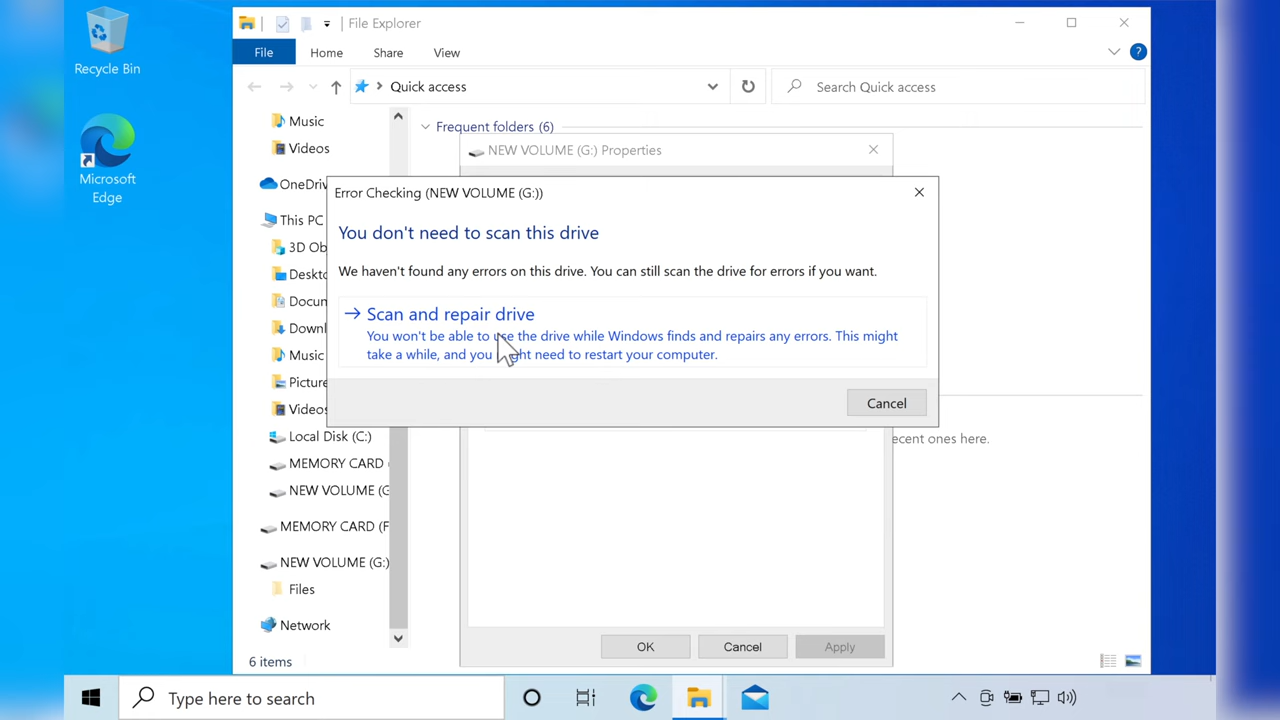 Recycle Bin
Microsoft
Edge
File Explorer
File
Home
Share
View
?
Quick access
Search Quick access
Music
Videos
OneDriv
This PC
3D Ob
Deskto
Docum
Downl
Music
Picture
Videos
Local Disk (C:)
MEMORY CARD
NEW VOLUME (G
MEMORY CARD (F
NEW VOLUME (G:)
Files
Network
6 items
Frequent folders (6)
NEW VOLUME (G:) Properties
Error Checking (NEW VOLUME (G:))
You don't need to scan this drive
We haven't found any errors on this drive. You can still scan the drive for errors if you want.
Scan and repair drive
You won't be able to use the drive while Windows finds and repairs any errors. This might
take a while, and you might need to restart your computer.
Cancel
ecent ones here.
OK
Cancel
Apply
Type here to search